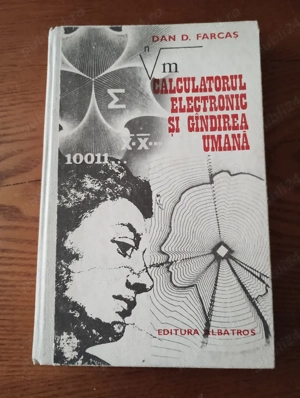 DAN D. FARCAȘ
n
√m
CALCULATORUL
ELECTRONIC
ȘI GÎNDIREA
UMANĂ
Σ
10011...
EDITURA ALBATROS